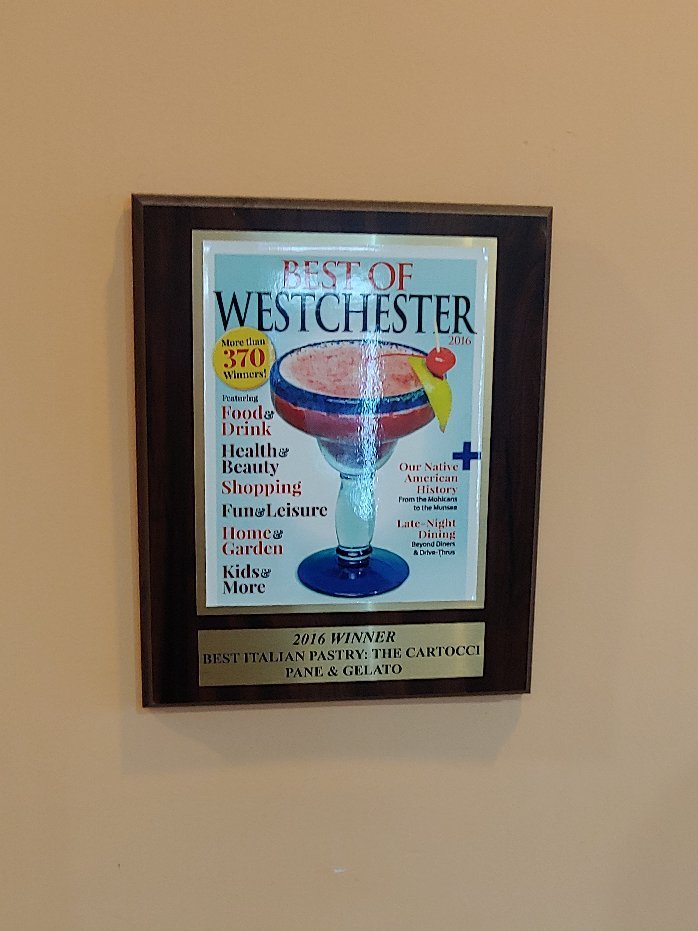 BEST OF
WESTCHESTER
2016
More than
370
Winners!
Featuring
Food&
Drink
Health&
Beauty
Shopping
Fun&Leisure
Home&
Garden
Kids&
More
+
Our Native
American
History
From the Mohicans
to the Munsee
Late-Night
Dining
Beyond Diners
& Drive-Thrus
2016 WINNER
BEST ITALIAN PASTRY: THE CARTOCCI
PANE & GELATO